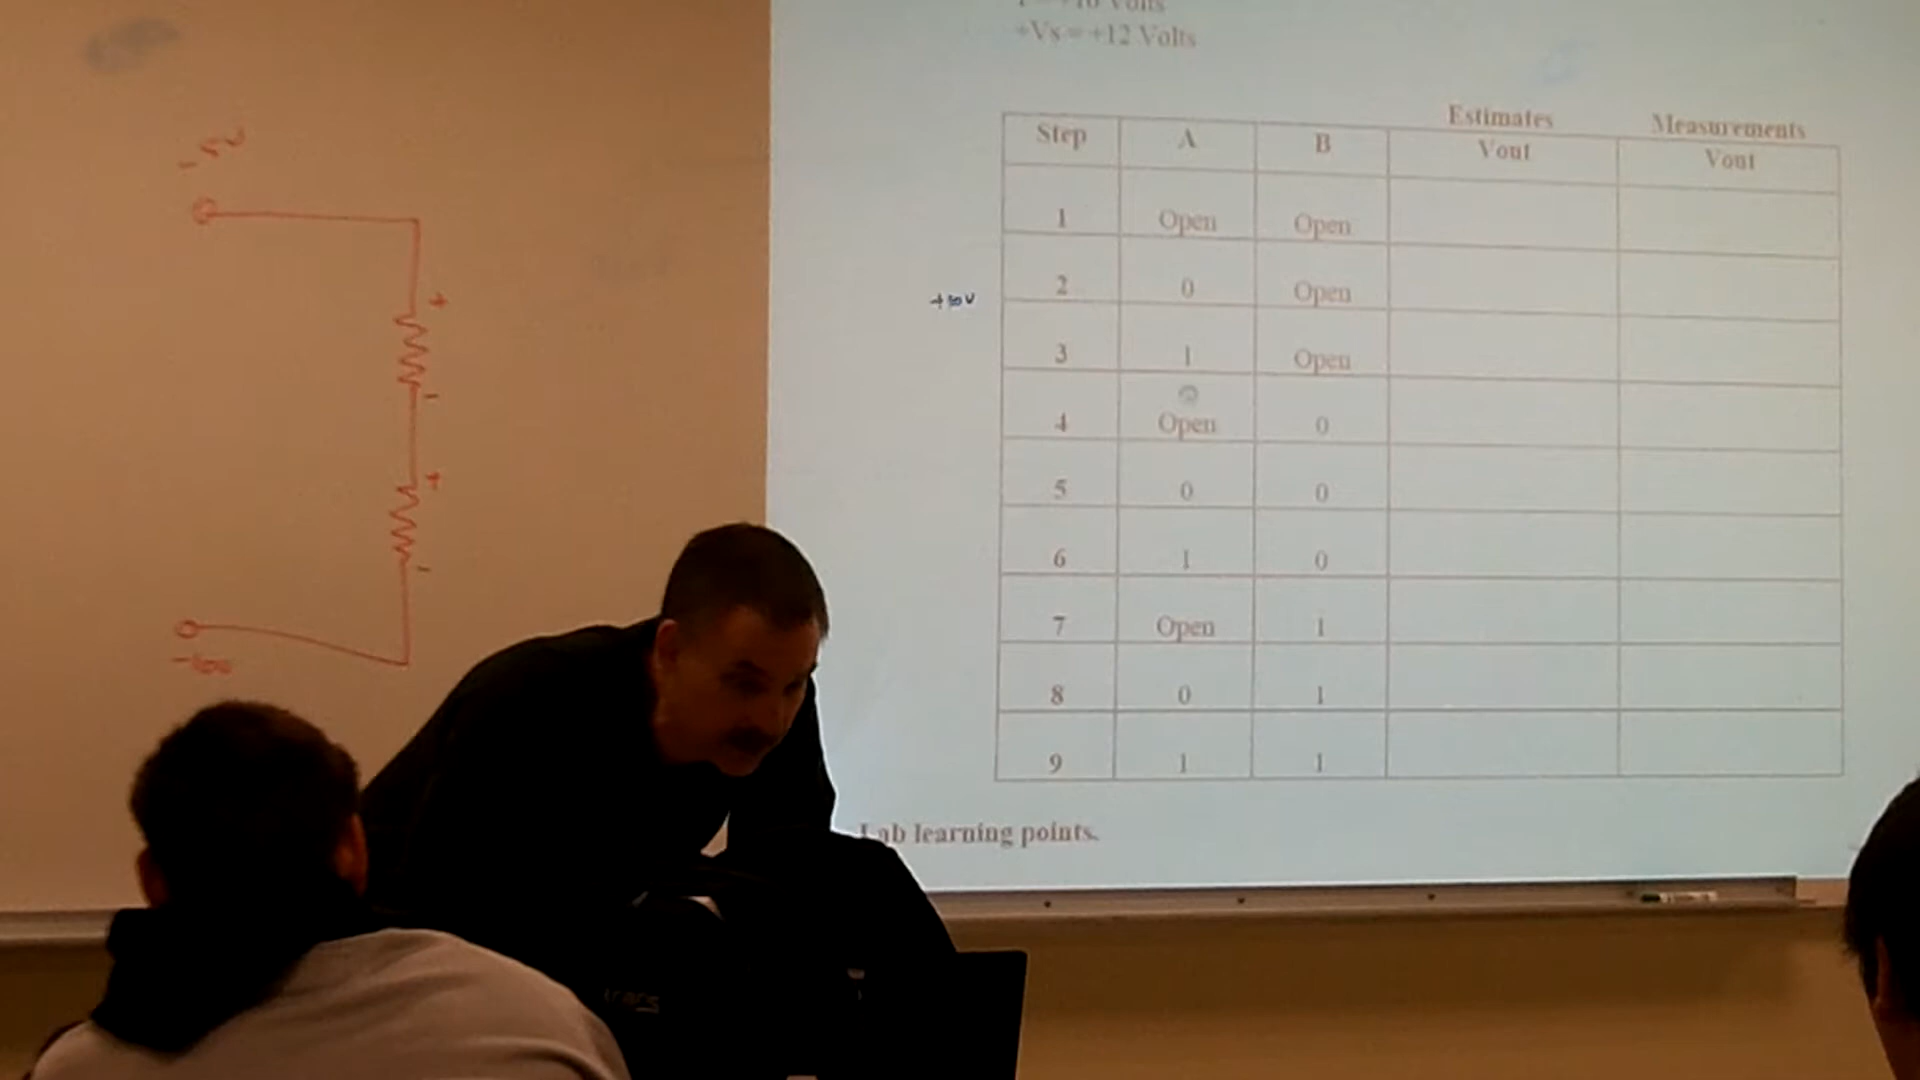 +Vs = +12 Volts
Estimates Measurements
Step A B Vout Vout
1 Open Open
2 0 Open
3 1 Open
4 Open 0
5 0 0
6 1 0
7 Open 1
8 0 1
9 1 1
Lab learning points.
+
-
+
-